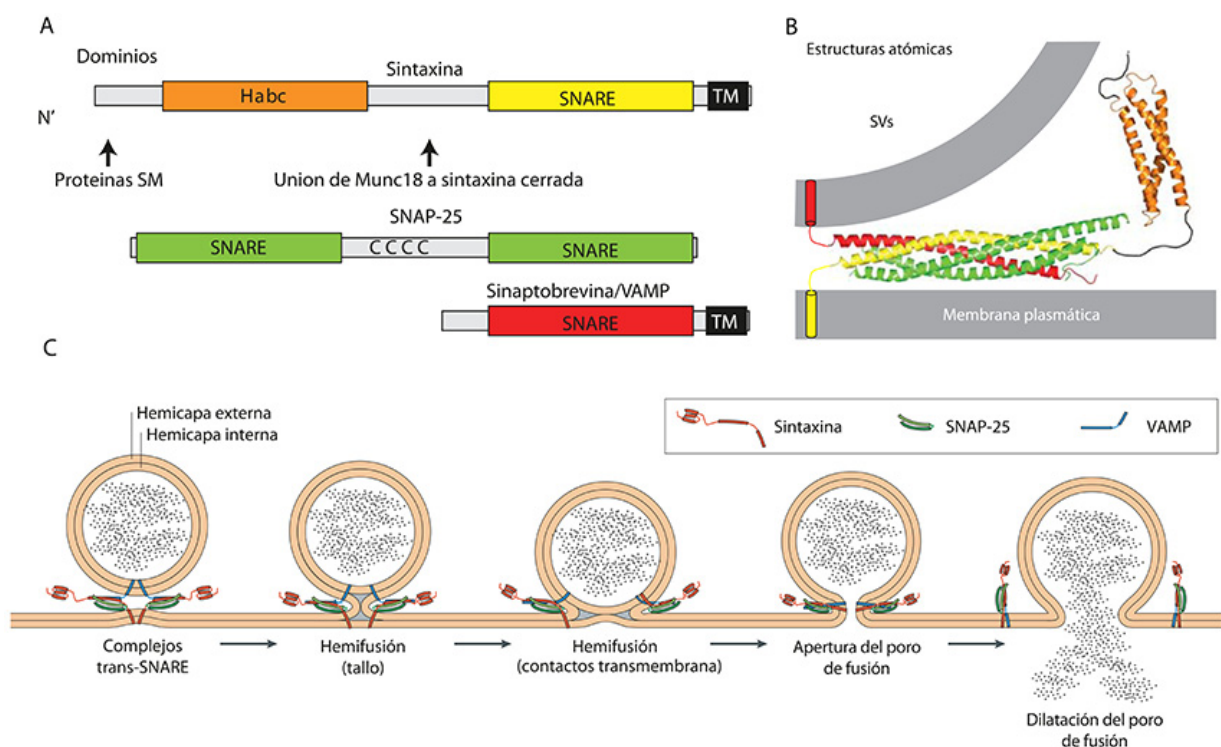 A
Dominios
Sintaxina
Habc
SNARE
TM
N'
Proteinas SM
Union de Munc18 a sintaxina cerrada
SNAP-25
SNARE
C C C C
SNARE
Sinaptobrevina/VAMP
SNARE
TM
B
Estructuras atómicas
SVs
Membrana plasmática
C
Hemicapa externa
Hemicapa interna
Sintaxina
SNAP-25
VAMP
Complejos
trans-SNARE
Hemifusión
(tallo)
Hemifusión
(contactos transmembrana)
Apertura del poro
de fusión
Dilatación del poro
de fusión